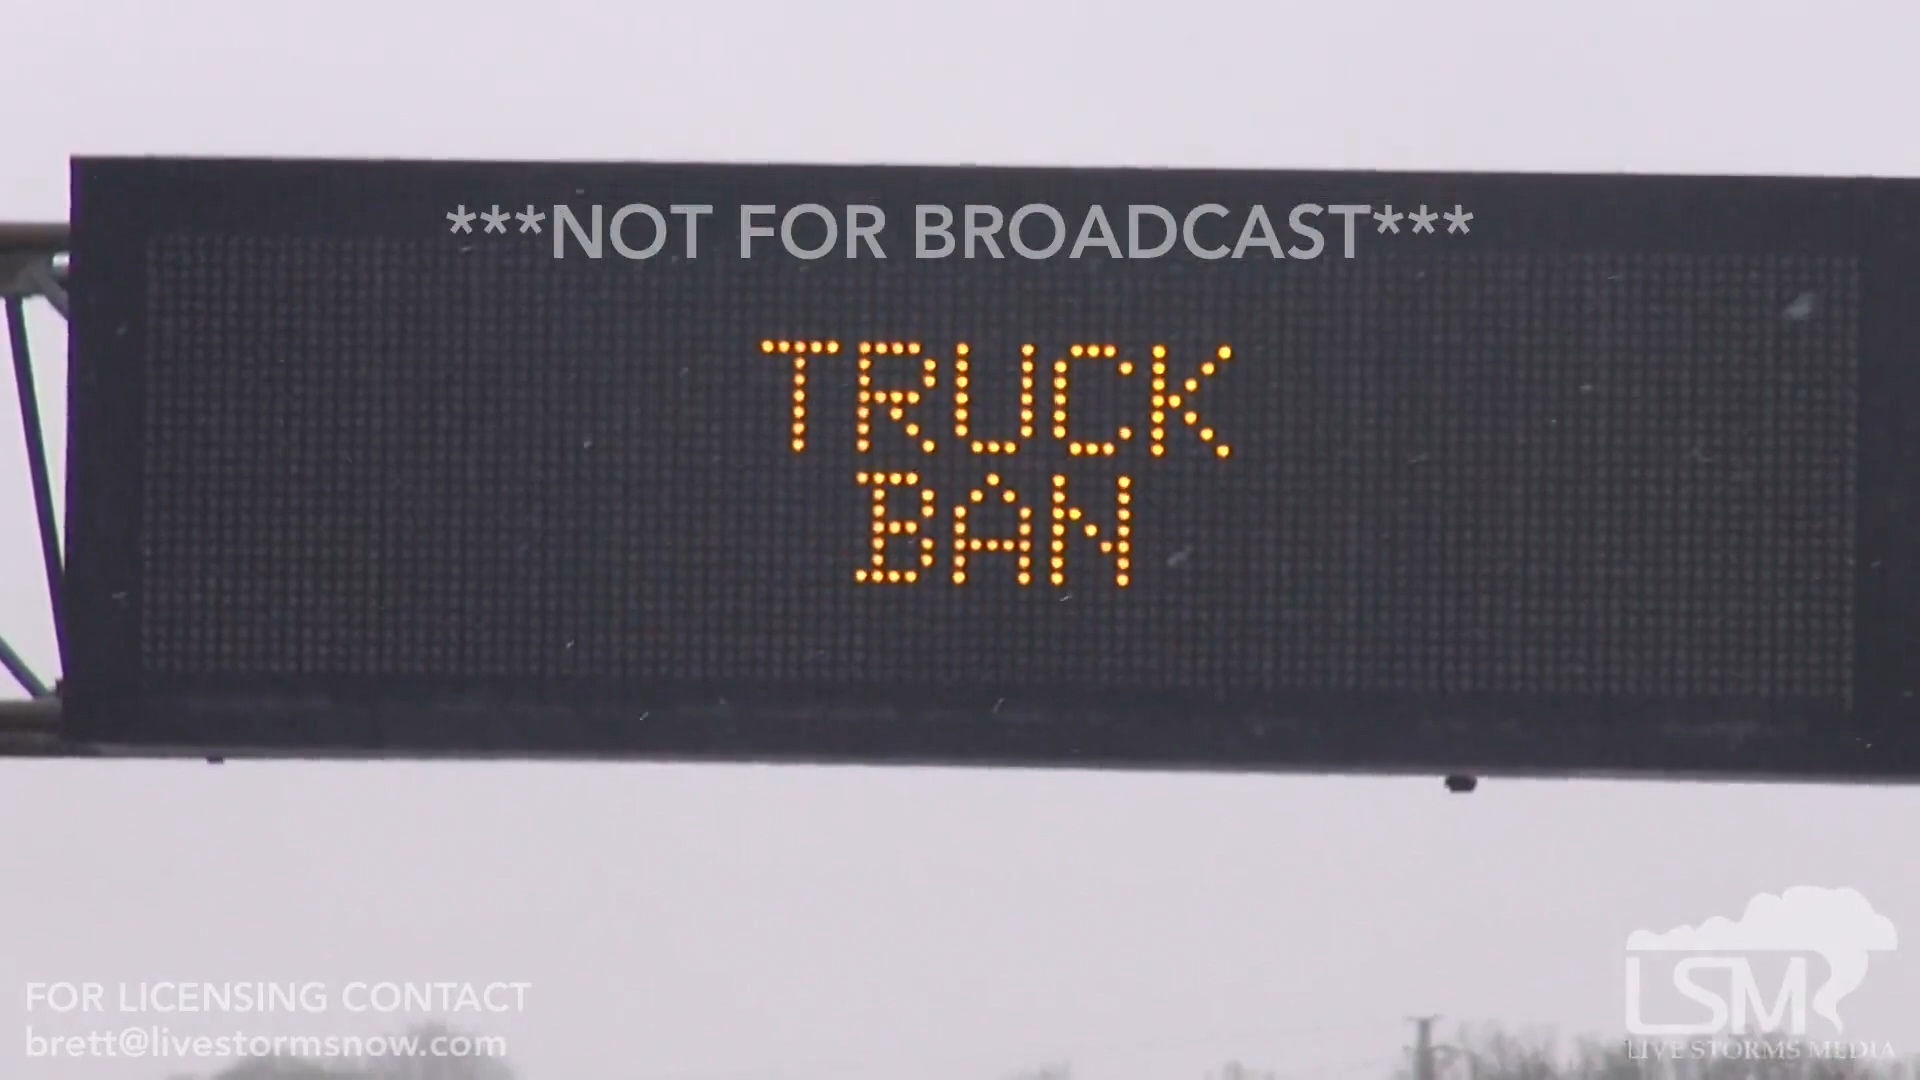 ***NOT FOR BROADCAST***
TRUCK
BAN
FOR LICENSING CONTACT
brett@livestormsnow.com
LSM
LIVE STORMS MEDIA